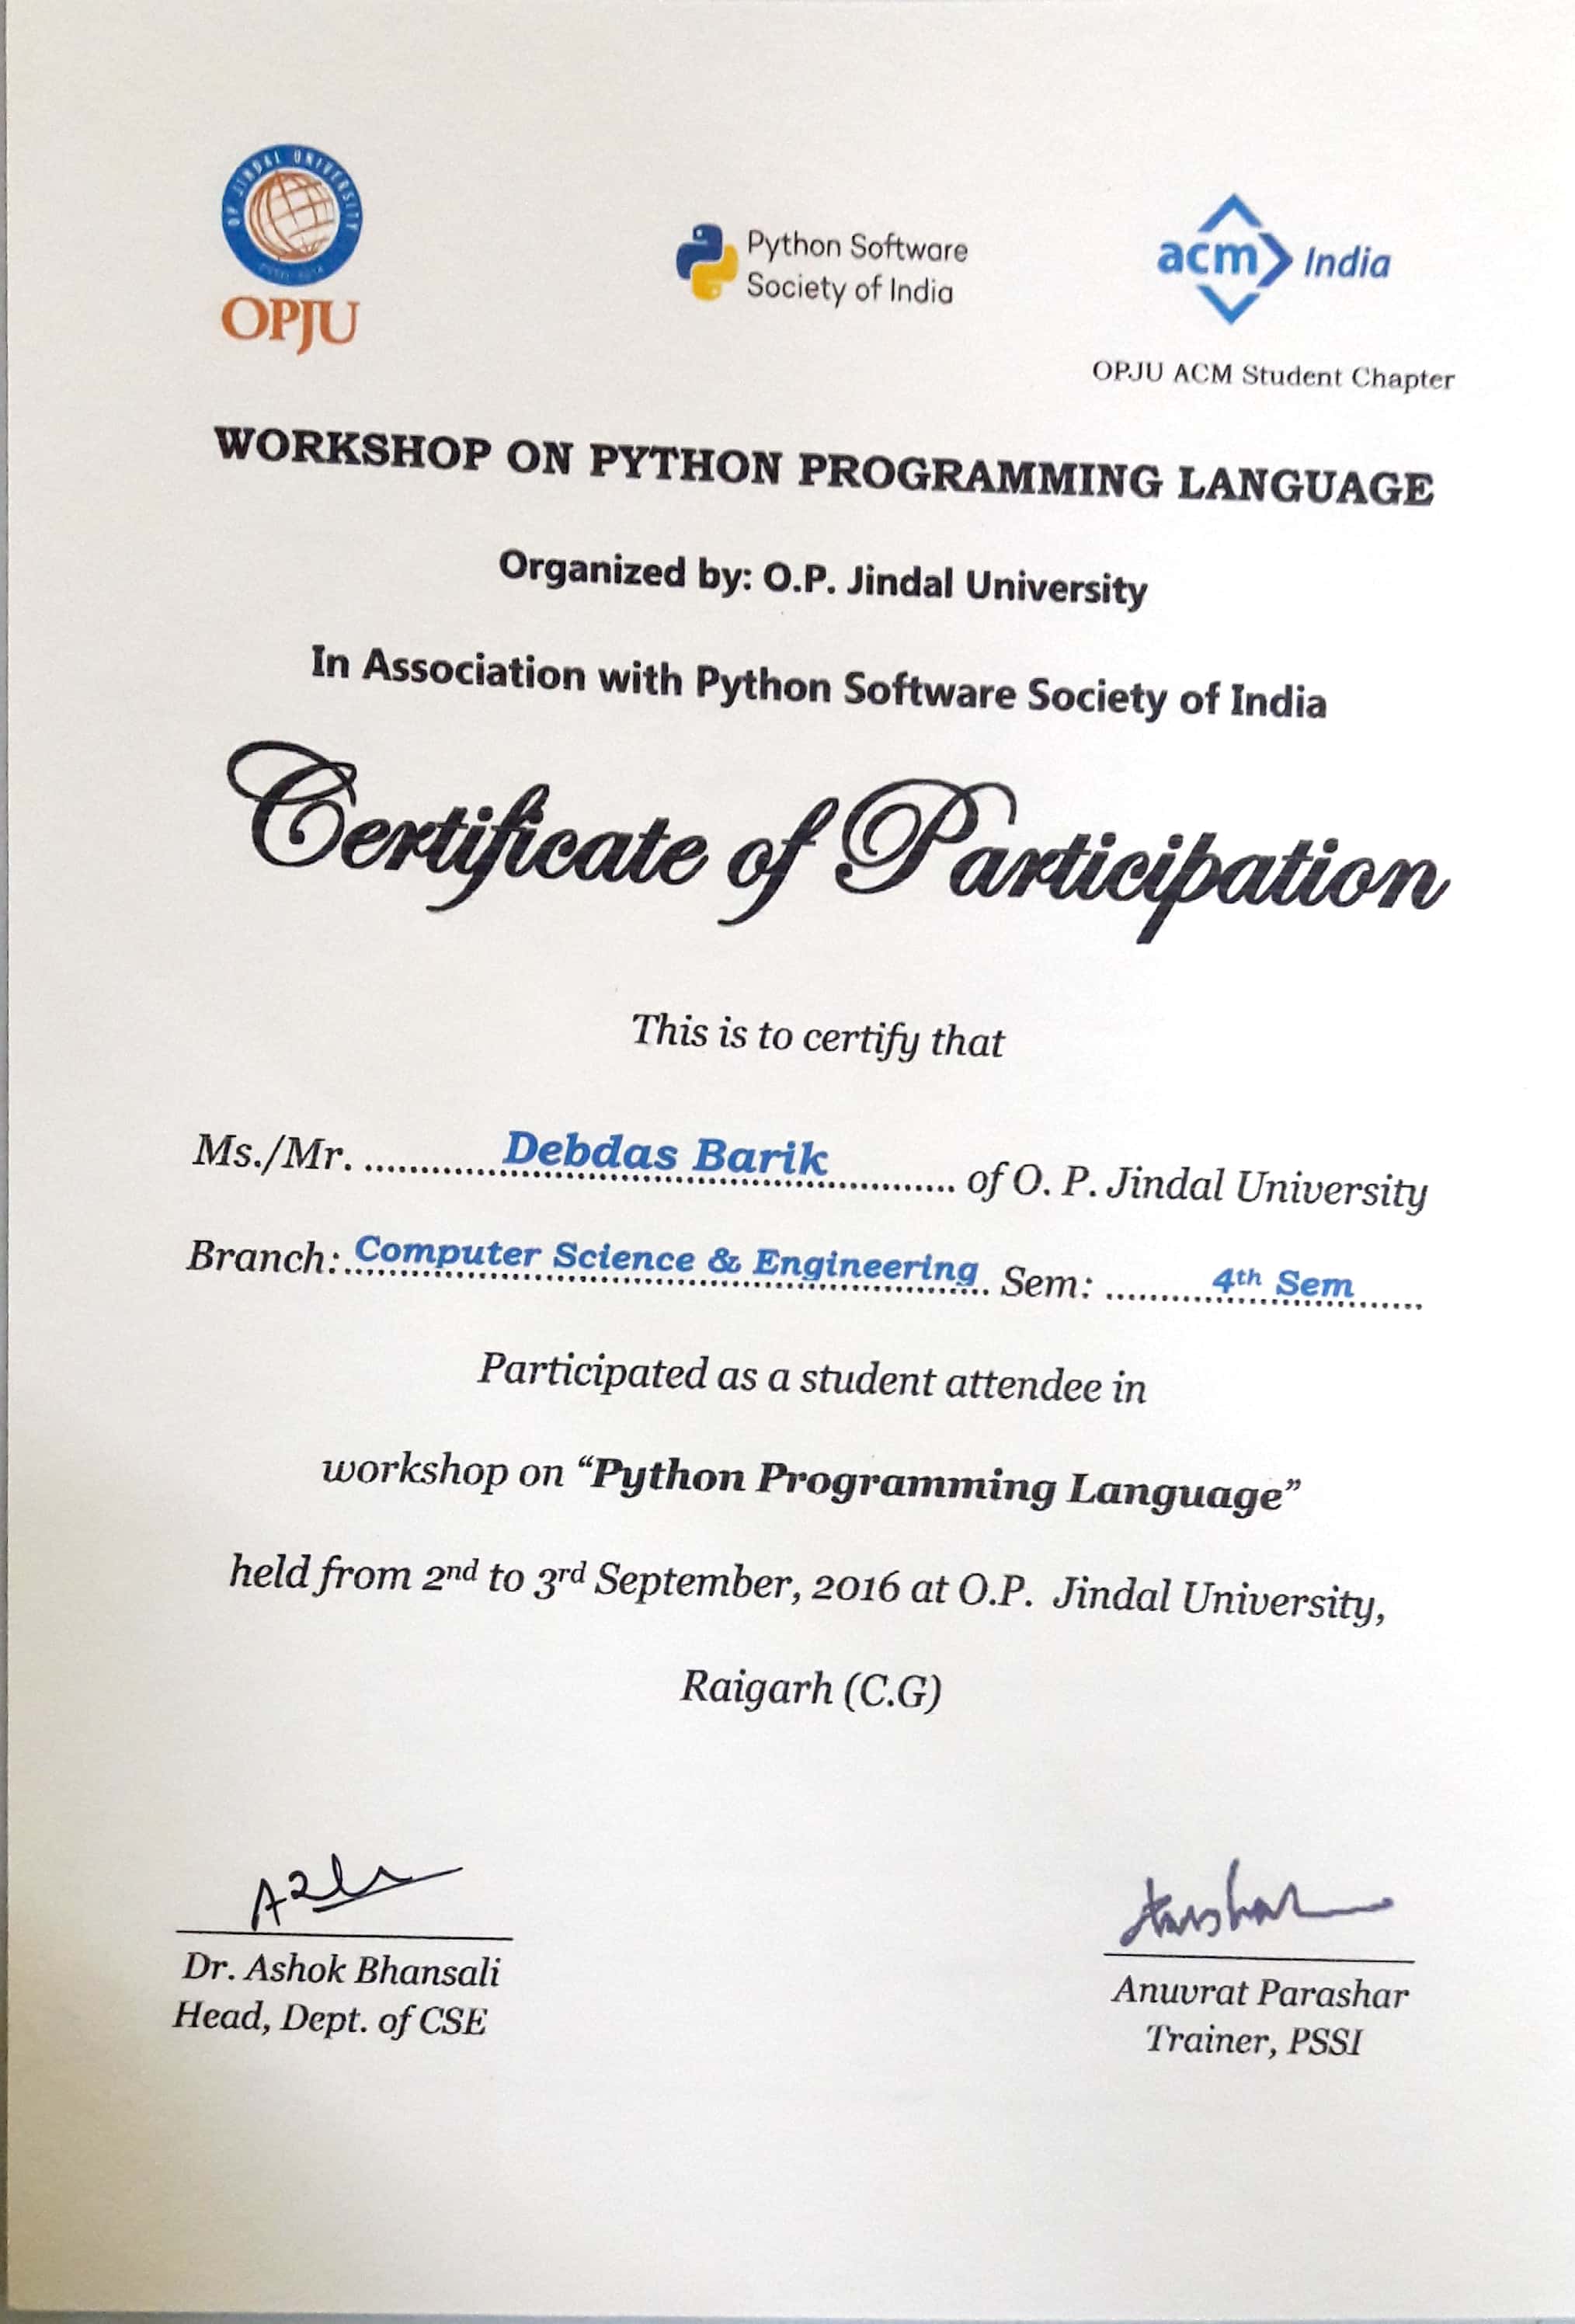 OP JINDAL UNIVERSITY
OPJU
Python Software
Society of India
acm India
OPJU ACM Student Chapter
WORKSHOP ON PYTHON PROGRAMMING LANGUAGE
Organized by: O.P. Jindal University
In Association with Python Software Society of India
Certificate of Participation
This is to certify that
Ms./Mr. .............Debdas Barik............. of O. P. Jindal University
Branch: Computer Science & Engineering Sem: .......... 4th Sem ..........
Participated as a student attendee in
workshop on “Python Programming Language”
held from 2nd to 3rd September, 2016 at O.P. Jindal University,
Raigarh (C.G)
Dr. Ashok Bhansali
Head, Dept. of CSE
Anuvrat Parashar
Trainer, PSSI